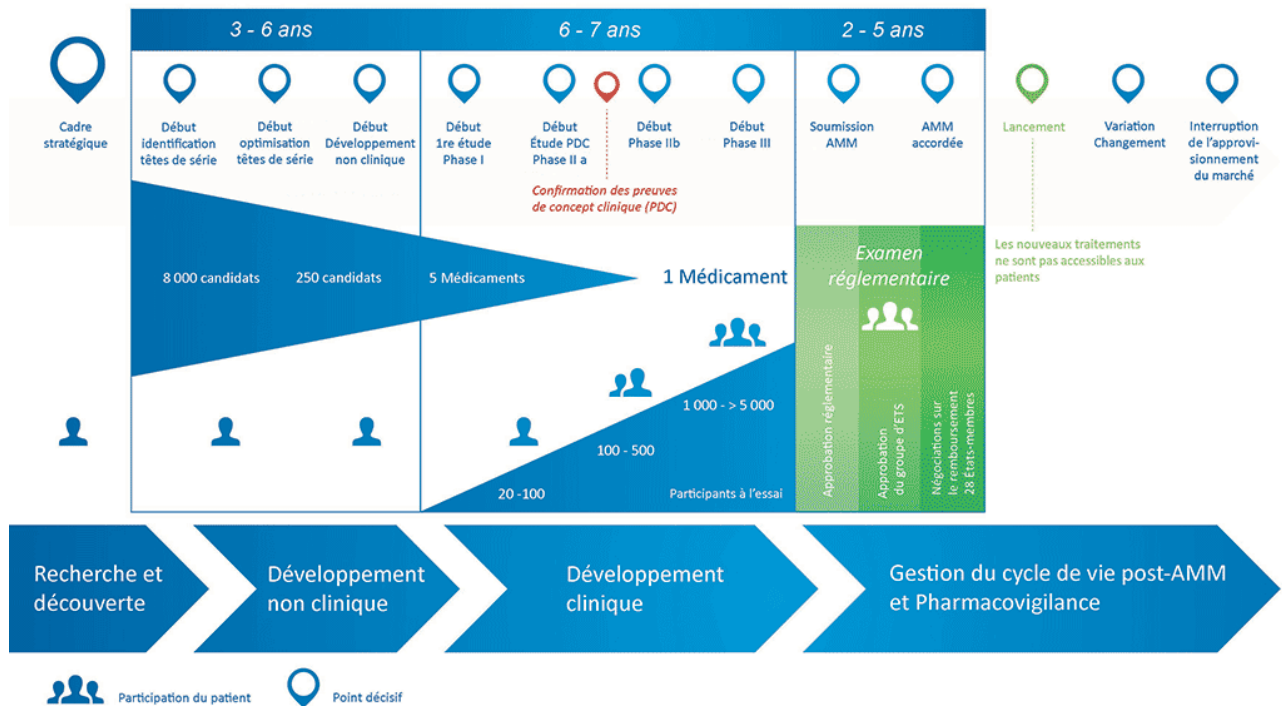 3 - 6 ans
6 - 7 ans
2 - 5 ans
Cadre
stratégique
Début
identification
têtes de série
Début
optimisation
têtes de série
Début
Développement
non clinique
Début
1re étude
Phase I
Début
Étude PDC
Phase II a
Début
Phase IIb
Début
Phase III
Soumission
AMM
AMM
accordée
Lancement
Variation
Changement
Interruption
de l'approvi-
sionnement
du marché
Confirmation des preuves
de concept clinique (PDC)
8 000 candidats
250 candidats
5 Médicaments
1 Médicament
Examen
réglementaire
Les nouveaux traitements
ne sont pas accessibles aux
patients
20 -100
100 - 500
1 000 - > 5 000
Participants à l'essai
Approbation réglementaire
Approbation
du groupe d'ETS
Négociations sur
le remboursement
28 États-membres
Recherche et
découverte
Développement
non clinique
Développement
clinique
Gestion du cycle de vie post-AMM
et Pharmacovigilance
Participation du patient
Point décisif